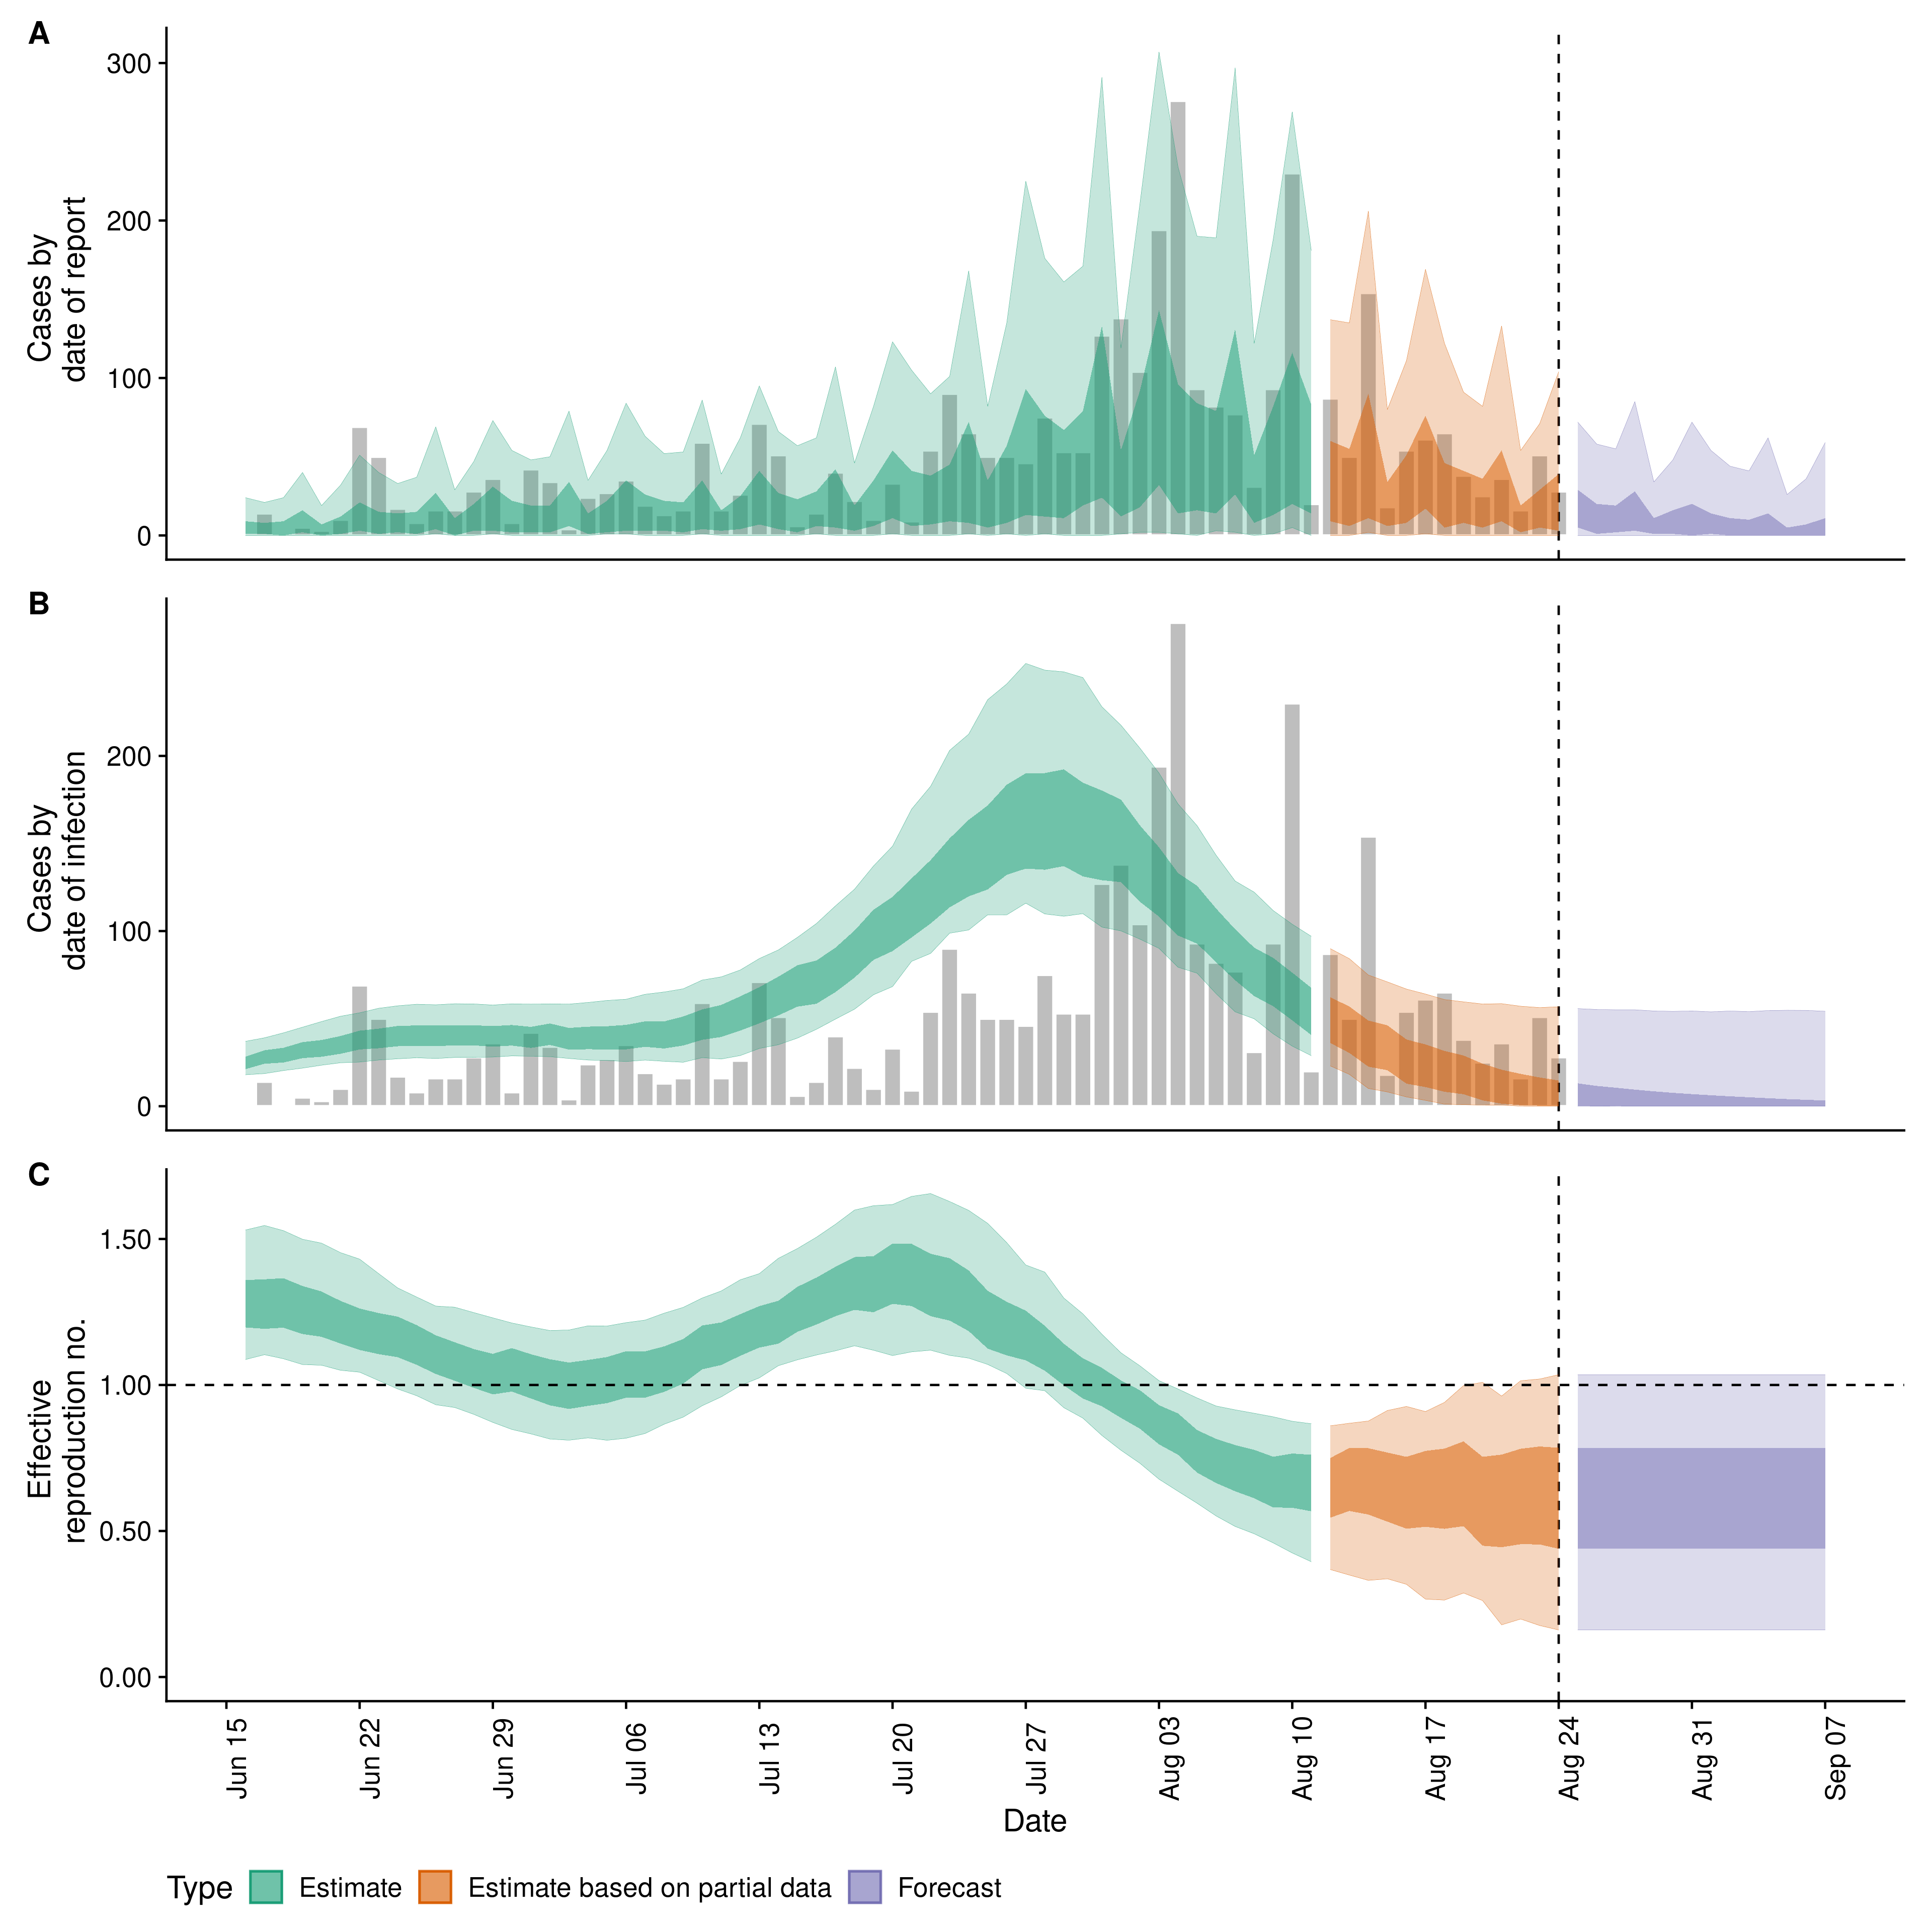 A
300
200
100
0
Cases by
date of report
B
200
100
0
Cases by
date of infection
C
1.50
1.00
0.50
0.00
Effective
reproduction no.
Jun 15
Jun 22
Jun 29
Jul 06
Jul 13
Jul 20
Jul 27
Aug 03
Aug 10
Aug 17
Aug 24
Aug 31
Sep 07
Date
Type Estimate Estimate based on partial data Forecast